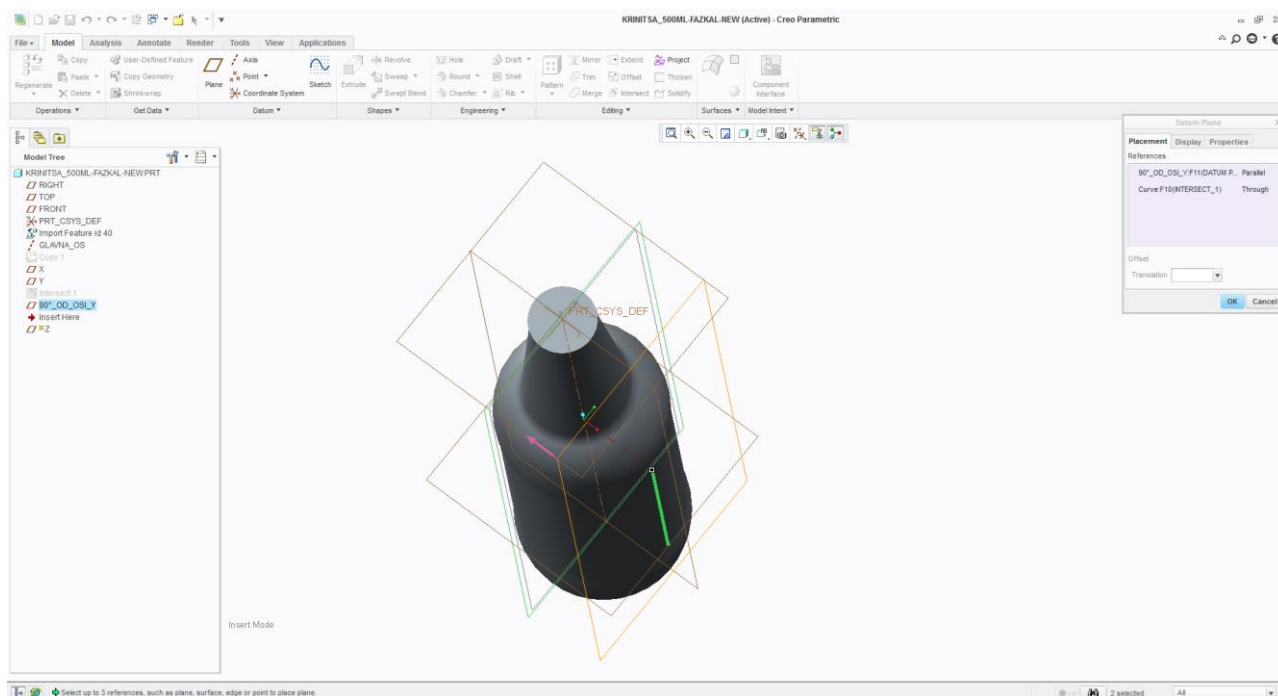 KRINITSA_500ML-FAZKAL-NEW (Active) - Creo Parametric
File Model Analysis Annotate Render Tools View Applications
Regenerate
Copy
Paste
Delete
User-Defined Feature
Copy Geometry
Shrinkwrap
Plane
Axis
Point
Coordinate System
Sketch
Extrude
Revolve
Sweep
Swept Blend
Hole
Round
Chamfer
Draft
Shell
Rib
Pattern
Mirror
Trim
Merge
Extend
Offset
Intersect
Project
Thicken
Solidify
Component
Interface
Operations Get Data Datum Shapes Engineering Editing Surfaces Model Intent
Model Tree
KRINITSA_500ML-FAZKAL-NEW.PRT
RIGHT
TOP
FRONT
PRT_CSYS_DEF
Import Feature id 40
GLAVNA_OS
Copy 1
X
Y
Intersect 1
90°_OD_OSI_Y
Insert Here
Z
PRT_CSYS_DEF
Insert Mode
Datum Plane
Placement Display Properties
References
90°_OD_OSI_Y:F11(DATUM P... Parallel
Curve:F10(INTERSECT_1) Through
Offset
Translation
OK Cancel
Select up to 3 references, such as plane, surface, edge or point to place plane.
2 selected
All